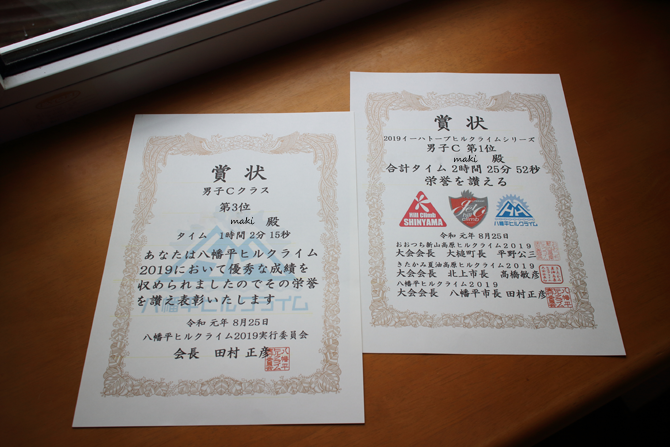 賞状
男子Cクラス
第3位
maki 殿
タイム 1時間 2分 15秒
あなたは八幡平ヒルクライム
2019において優秀な成績を
収められましたのでその栄誉
を讃え表彰いたします
八幡平ヒルクライム
令和 元年 8月25日
八幡平ヒルクライム2019実行委員会
会長 田村 正彦
賞状
2019イーハトーブヒルクライムシリーズ
男子C 第1位
maki 殿
合計タイム 2時間 25分 52秒
栄誉を讃える
Hill Climb
SHINYAMA
八幡平ヒルクライム
令和 元年 8月25日
おおつち新山高原ヒルクライム2019
大会会長 大槌町長 平野公三
きたかみ夏油高原ヒルクライム2019
大会会長 北上市長 高橋敏彦
八幡平ヒルクライム2019
大会会長 八幡平市長 田村正彦